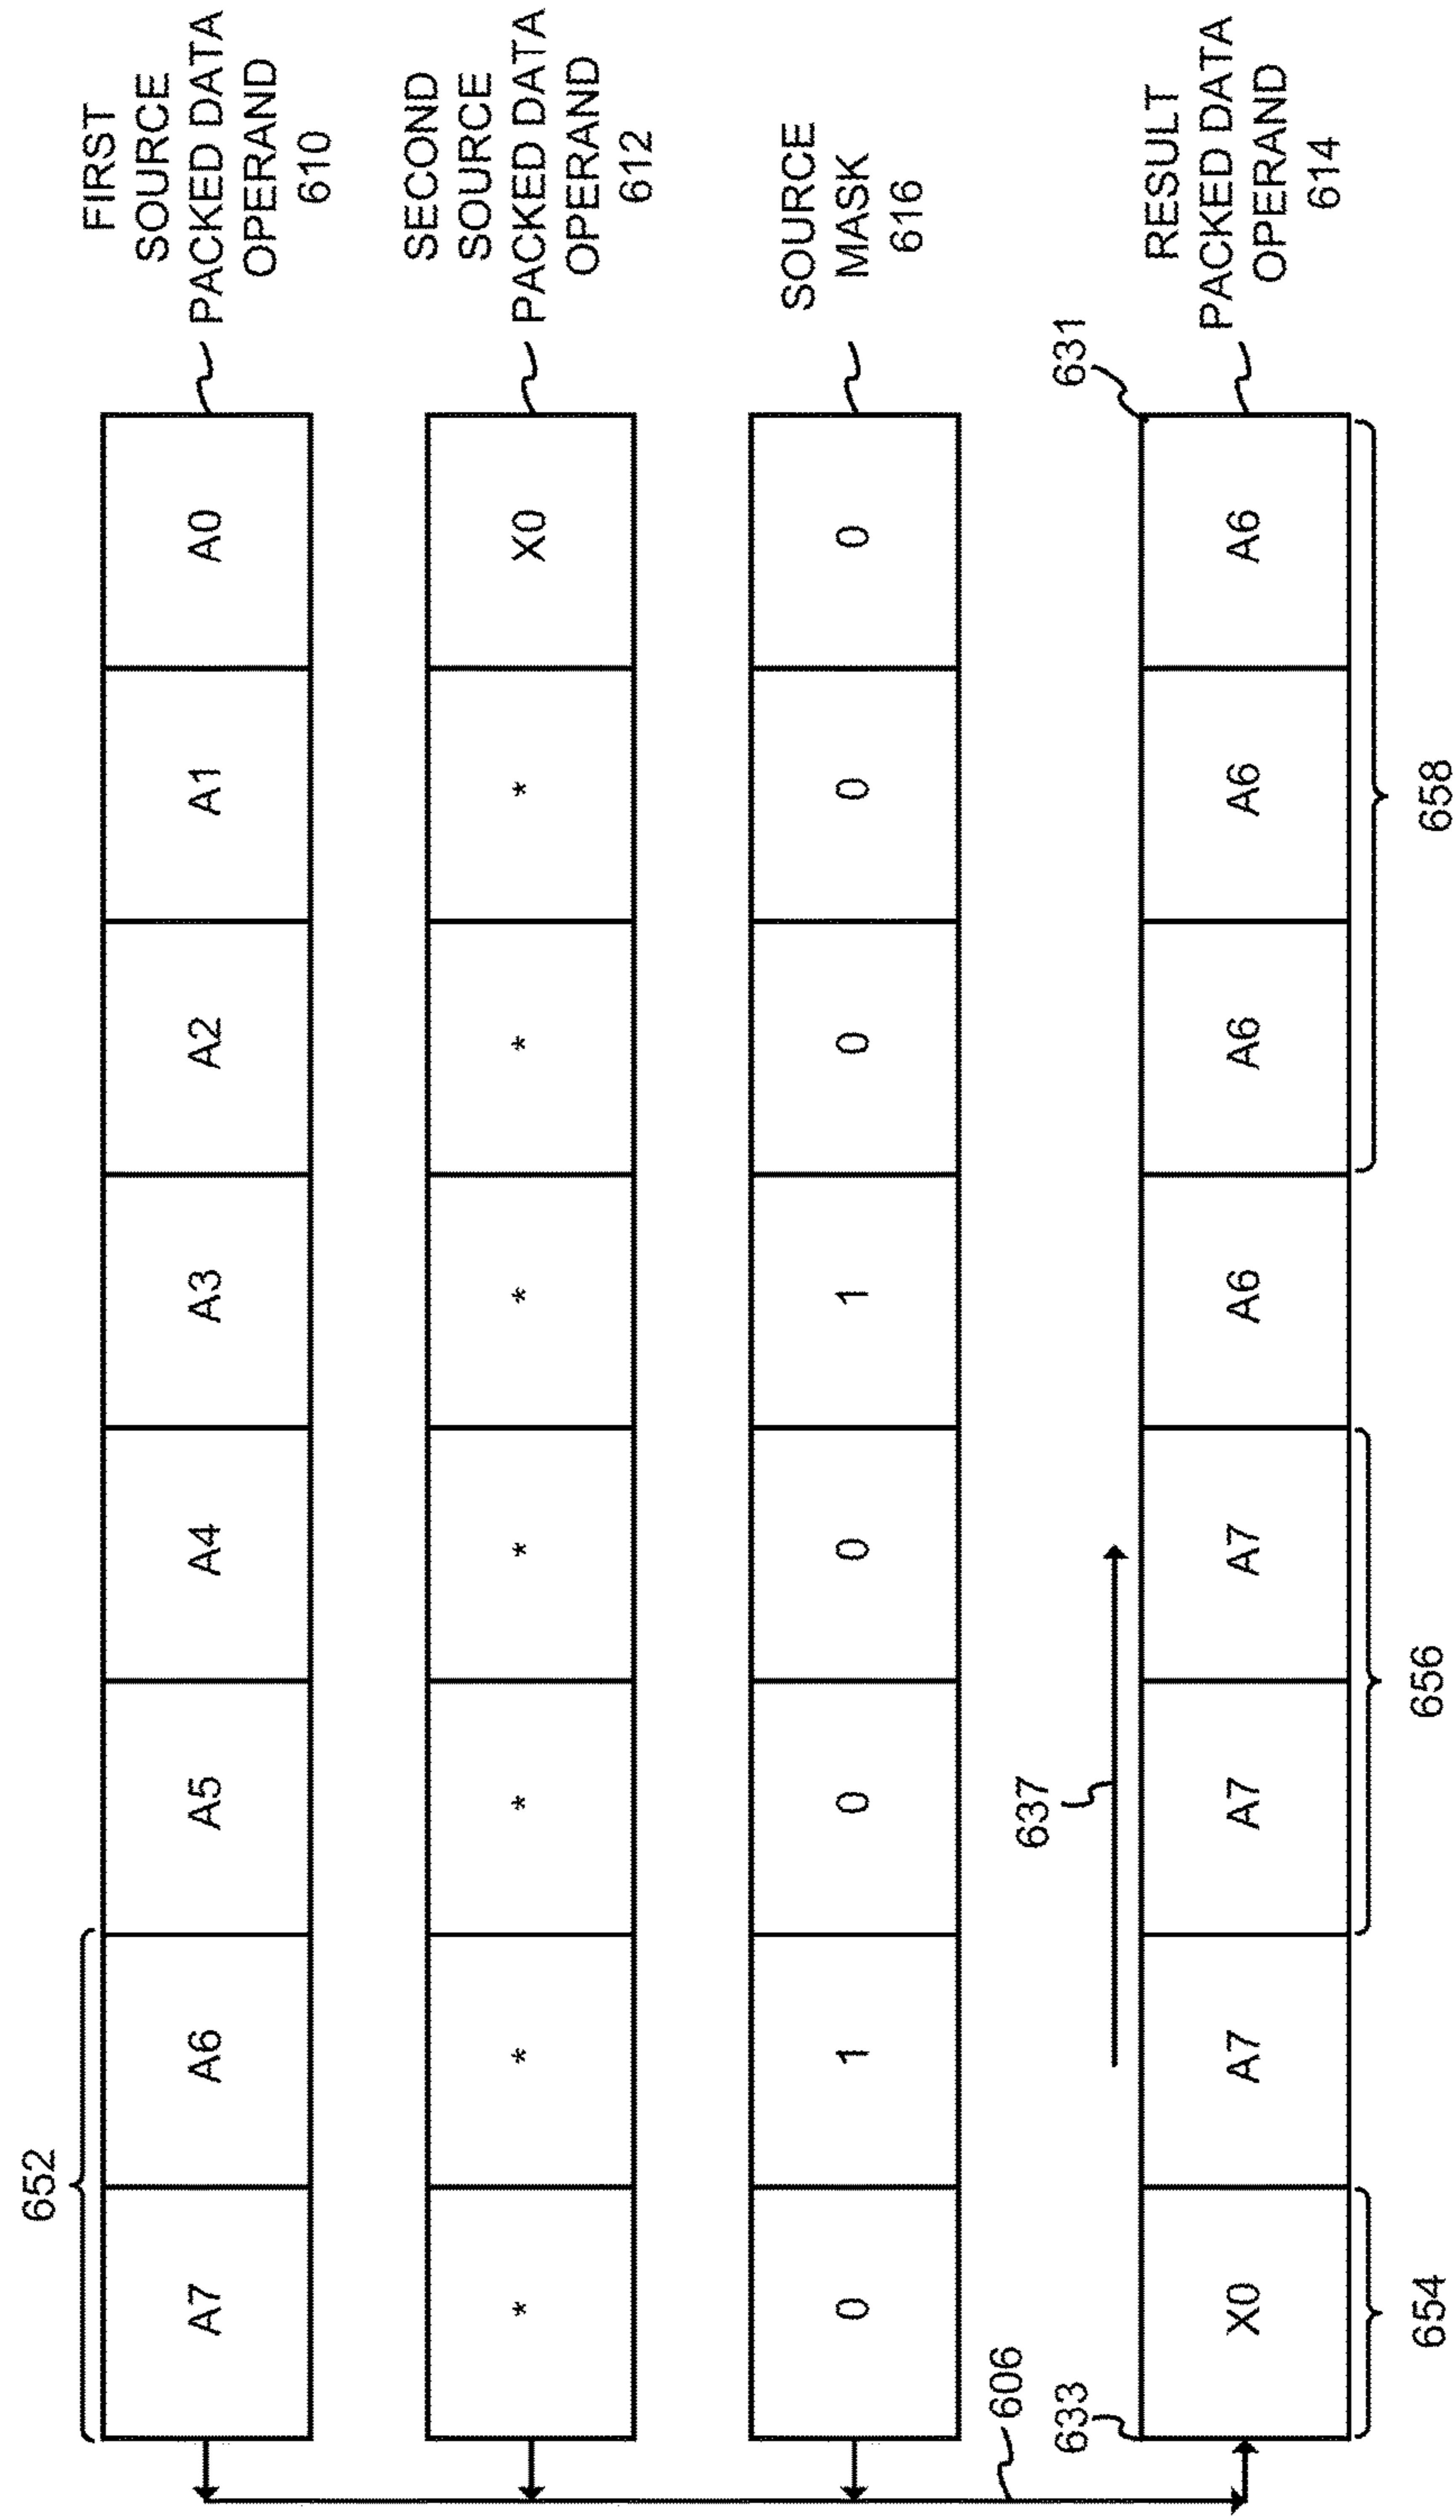 652
A7 A6 A5 A4 A3 A2 A1 A0
FIRST
SOURCE
PACKED DATA
OPERAND
610
* * * * * * * X0
SECOND
SOURCE
PACKED DATA
OPERAND
612
0 1 0 0 1 0 0 0
SOURCE
MASK
616
606
633
637
631
X0 A7 A7 A7 A6 A6 A6 A6
RESULT
PACKED DATA
OPERAND
614
654
656
658